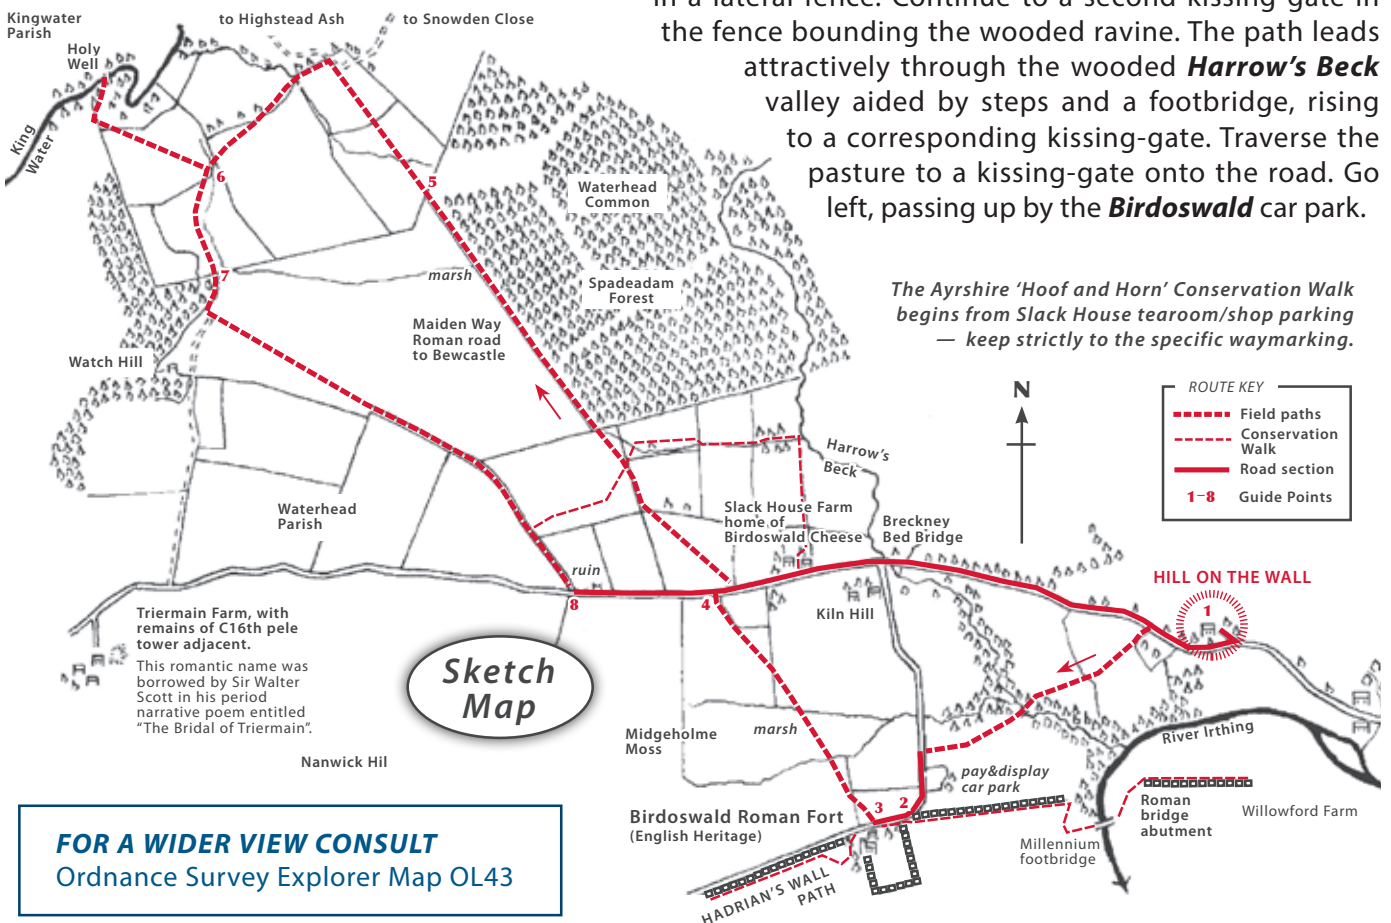 in a lateral fence. Continue to a second kissing-gate in
the fence bounding the wooded ravine. The path leads
attractively through the wooded Harrow's Beck
valley aided by steps and a footbridge, rising
to a corresponding kissing-gate. Traverse the
pasture to a kissing-gate onto the road. Go
left, passing up by the Birdoswald car park.
The Ayrshire 'Hoof and Horn' Conservation Walk
begins from Slack House tearoom/shop parking
— keep strictly to the specific waymarking.
Kingwater
Parish
to Highstead Ash
to Snowden Close
Holy
Well
King
Water
6
5
7
Waterhead
Common
marsh
Spadeadam
Forest
Maiden Way
Roman road
to Bewcastle
Watch Hill
N
ROUTE KEY
Field paths
Conservation
Walk
Road section
1-8 Guide Points
Harrow's
Beck
Waterhead
Parish
Slack House Farm
home of
Birdoswald Cheese
Breckney
Bed Bridge
ruin
8
4
Kiln Hill
HILL ON THE WALL
1
Triermain Farm, with
remains of C16th pele
tower adjacent.
This romantic name was
borrowed by Sir Walter
Scott in his period
narrative poem entitled
"The Bridal of Triermain".
Sketch
Map
Nanwick Hil
Midgeholme
Moss
marsh
River Irthing
pay&display
car park
3
2
Birdoswald Roman Fort
(English Heritage)
Roman
bridge
abutment
Willowford Farm
Millennium
footbridge
HADRIAN'S WALL
PATH
FOR A WIDER VIEW CONSULT
Ordnance Survey Explorer Map OL43